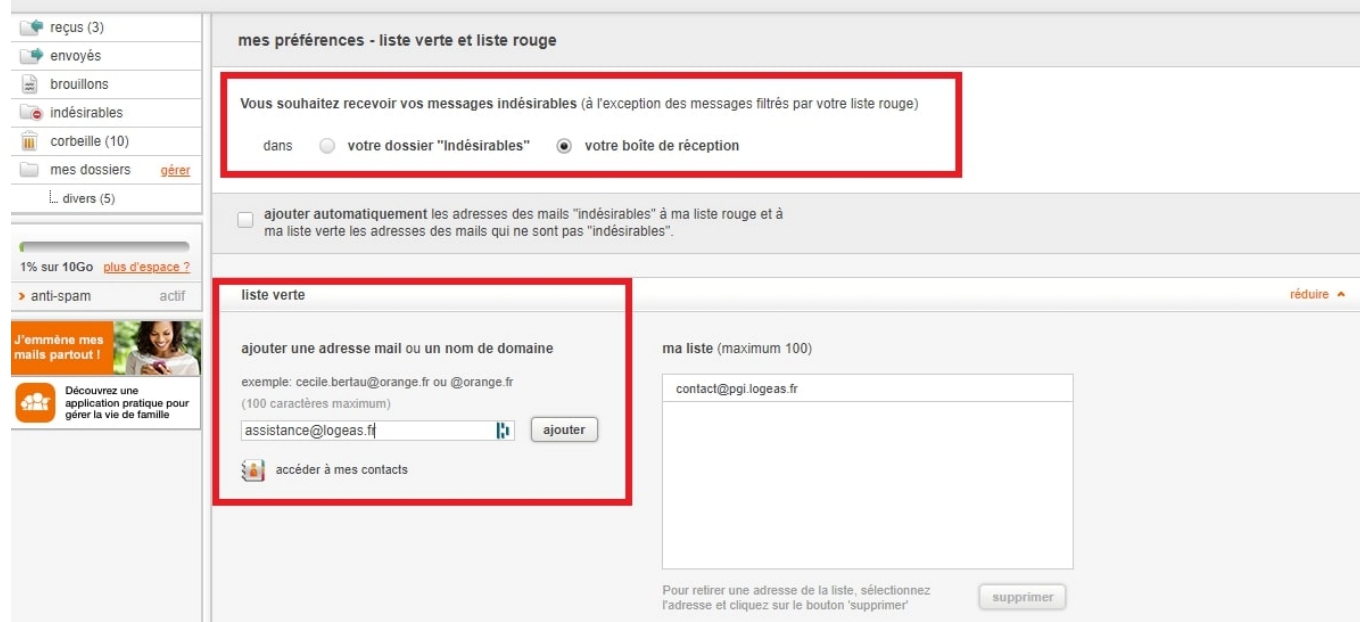 reçus (3)
envoyés
brouillons
indésirables
corbeille (10)
mes dossiers gérer
divers (5)
1% sur 10Go plus d'espace ?
anti-spam actif
J'emmène mes
mails partout !
Découvrez une
application pratique pour
gérer la vie de famille
mes préférences - liste verte et liste rouge
Vous souhaitez recevoir vos messages indésirables (à l'exception des messages filtrés par votre liste rouge)
dans votre dossier "Indésirables" votre boîte de réception
ajouter automatiquement les adresses des mails "indésirables" à ma liste rouge et à
ma liste verte les adresses des mails qui ne sont pas "indésirables".
liste verte réduire
ajouter une adresse mail ou un nom de domaine
exemple: cecile.bertau@orange.fr ou @orange.fr
(100 caractères maximum)
assistance@logeas.fr ajouter
accéder à mes contacts
ma liste (maximum 100)
contact@pgi.logeas.fr
Pour retirer une adresse de la liste, sélectionnez
l'adresse et cliquez sur le bouton 'supprimer'
supprimer